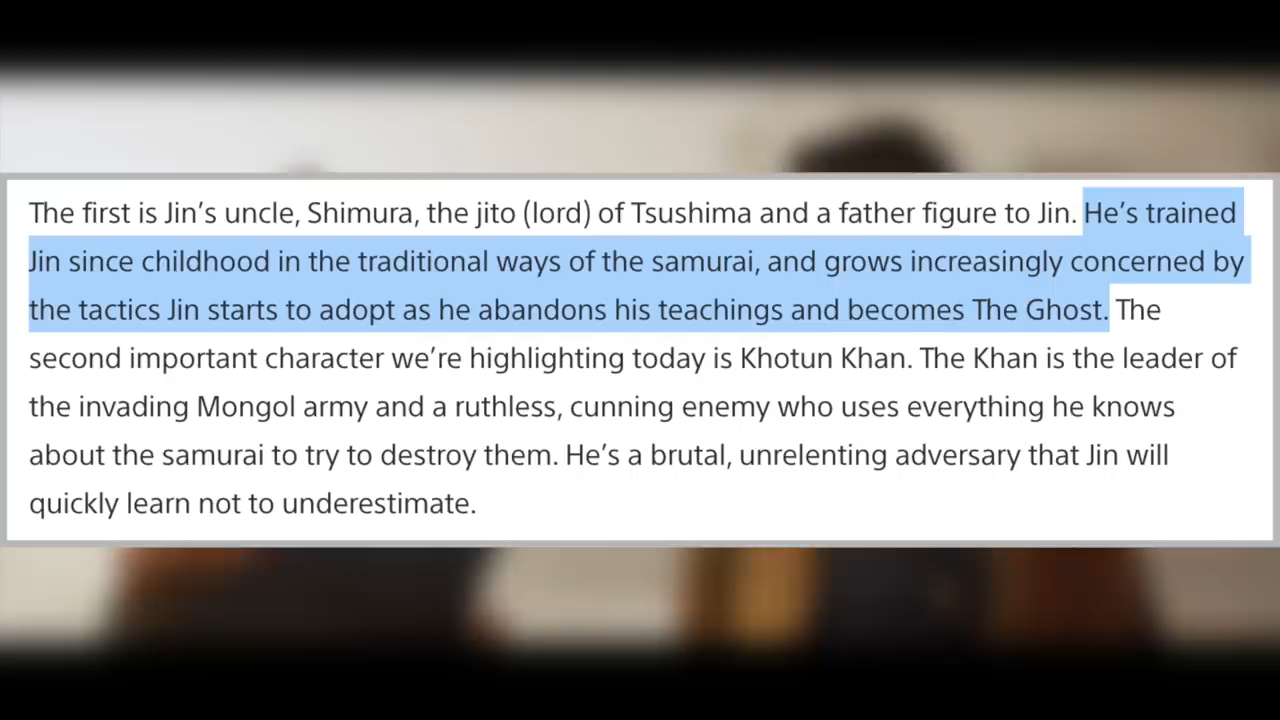 The first is Jin’s uncle, Shimura, the jito (lord) of Tsushima and a father figure to Jin. He’s trained
Jin since childhood in the traditional ways of the samurai, and grows increasingly concerned by
the tactics Jin starts to adopt as he abandons his teachings and becomes The Ghost. The
second important character we’re highlighting today is Khotun Khan. The Khan is the leader of
the invading Mongol army and a ruthless, cunning enemy who uses everything he knows
about the samurai to try to destroy them. He’s a brutal, unrelenting adversary that Jin will
quickly learn not to underestimate.